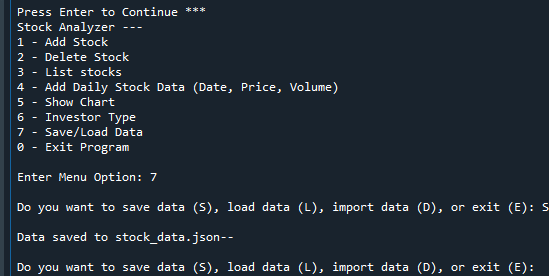 Press Enter to Continue ***
Stock Analyzer ---
1 - Add Stock
2 - Delete Stock
3 - List stocks
4 - Add Daily Stock Data (Date, Price, Volume)
5 - Show Chart
6 - Investor Type
7 - Save/Load Data
0 - Exit Program
Enter Menu Option: 7
Do you want to save data (S), load data (L), import data (D), or exit (E): S
Data saved to stock_data.json--
Do you want to save data (S), load data (L), import data (D), or exit (E):